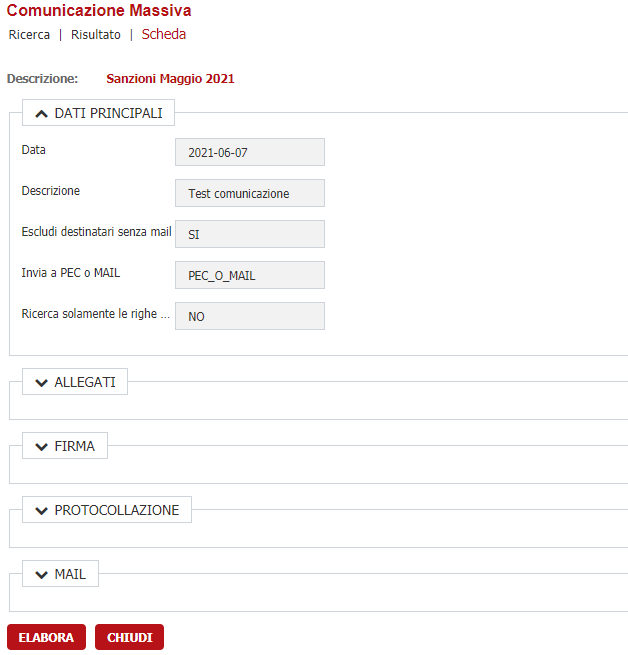 Comunicazione Massiva
Ricerca | Risultato | Scheda
Descrizione: Sanzioni Maggio 2021
DATI PRINCIPALI
Data 2021-06-07
Descrizione Test comunicazione
Escludi destinatari senza mail SI
Invia a PEC o MAIL PEC_O_MAIL
Ricerca solamente le righe ... NO
ALLEGATI
FIRMA
PROTOCOLLAZIONE
MAIL
ELABORA CHIUDI